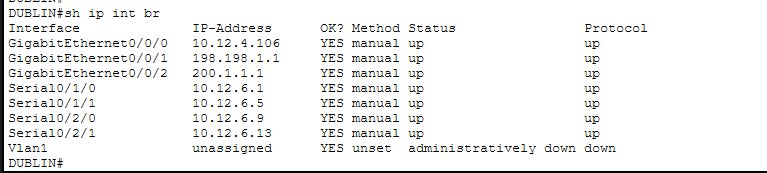 DUBLIN#
DUBLIN#sh ip int br
Interface IP-Address OK? Method Status Protocol
GigabitEthernet0/0/0 10.12.4.106 YES manual up up
GigabitEthernet0/0/1 198.198.1.1 YES manual up up
GigabitEthernet0/0/2 200.1.1.1 YES manual up up
Serial0/1/0 10.12.6.1 YES manual up up
Serial0/1/1 10.12.6.5 YES manual up up
Serial0/2/0 10.12.6.9 YES manual up up
Serial0/2/1 10.12.6.13 YES manual up up
Vlan1 unassigned YES unset administratively down down
DUBLIN#